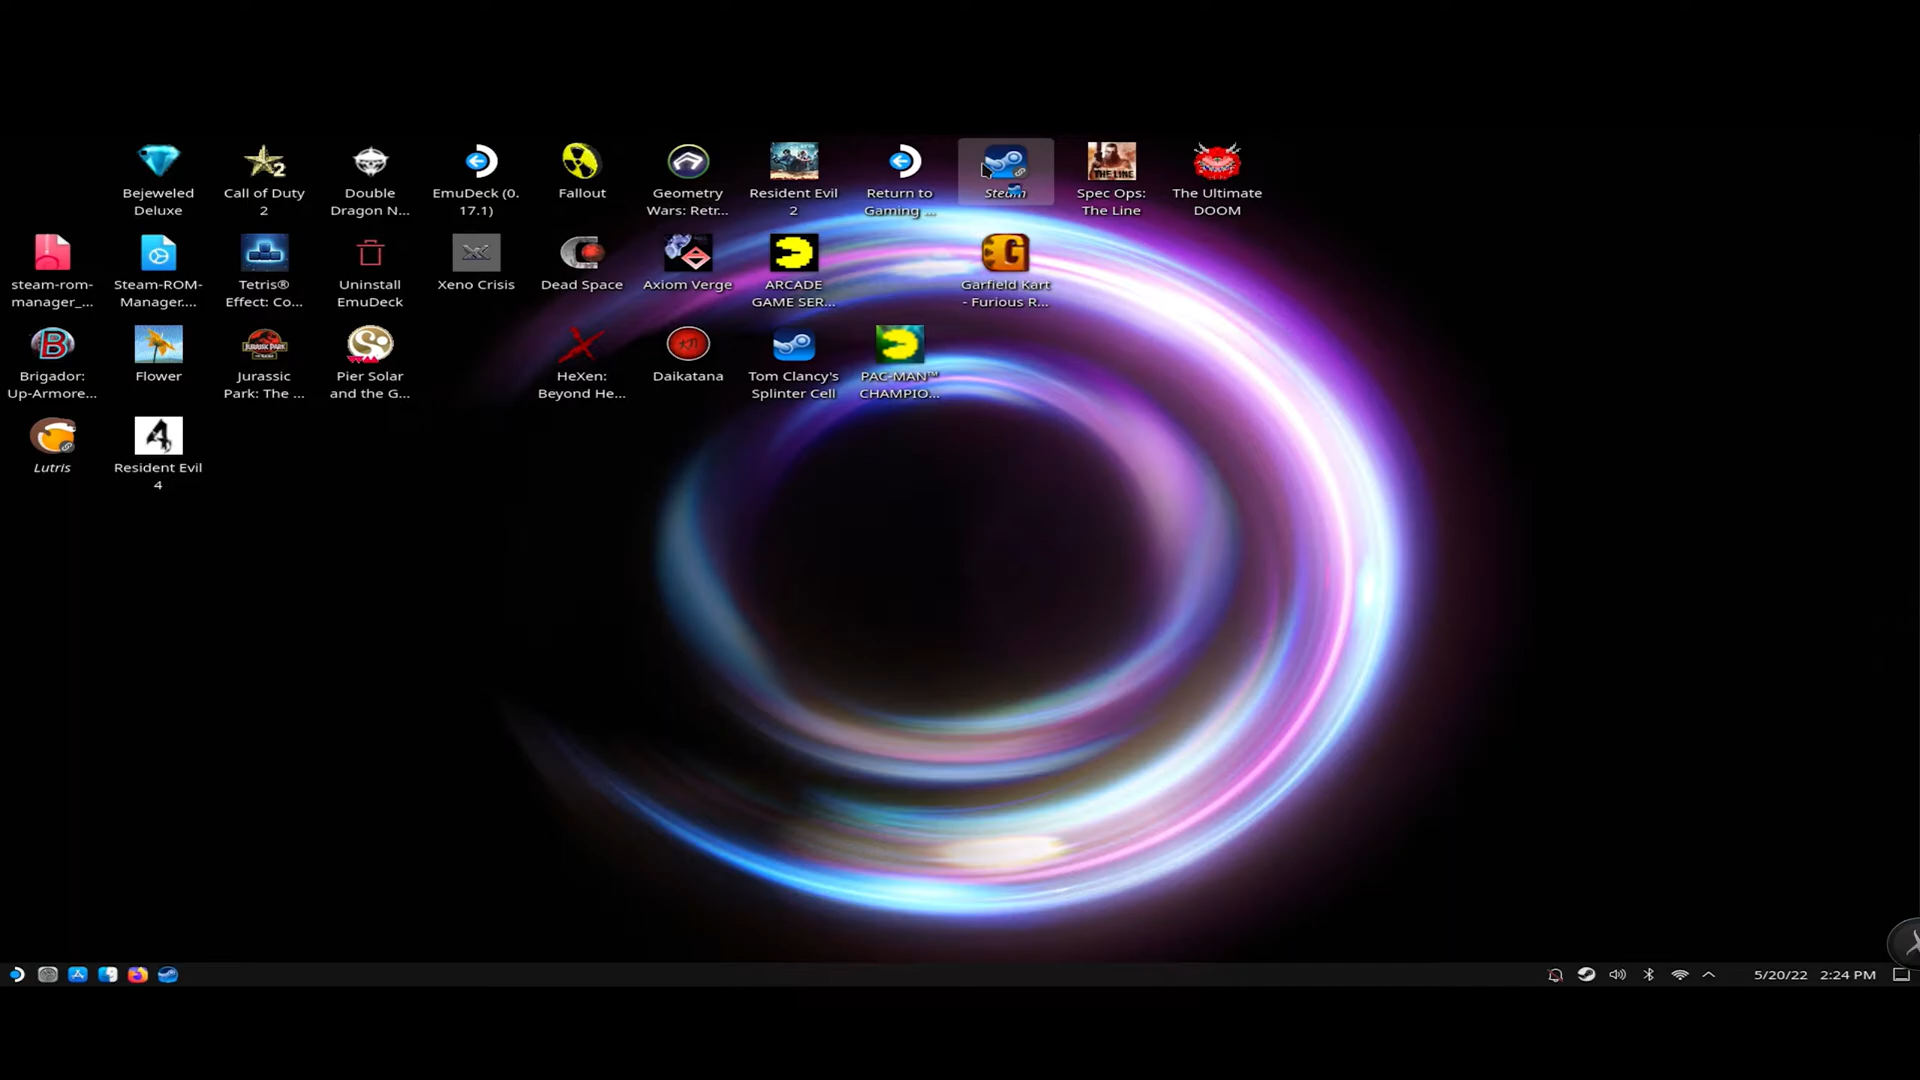 Bejeweled
Deluxe
Call of Duty
2
Double
Dragon N...
EmuDeck (0.
17.1)
Fallout
Geometry
Wars: Retr...
Resident Evil
2
Return to
Gaming ...
Steam
Spec Ops:
The Line
The Ultimate
DOOM
steam-rom-
manager_...
Steam-ROM-
Manager....
Tetris®
Effect: Co...
Uninstall
EmuDeck
Xeno Crisis
Dead Space
Axiom Verge
ARCADE
GAME SER...
Garfield Kart
- Furious R...
Brigador:
Up-Armore...
Flower
Jurassic
Park: The ...
Pier Solar
and the G...
HeXen:
Beyond He...
Daikatana
Tom Clancy's
Splinter Cell
PAC-MAN™
CHAMPIO...
Lutris
Resident Evil
4
5/20/22 2:24 PM